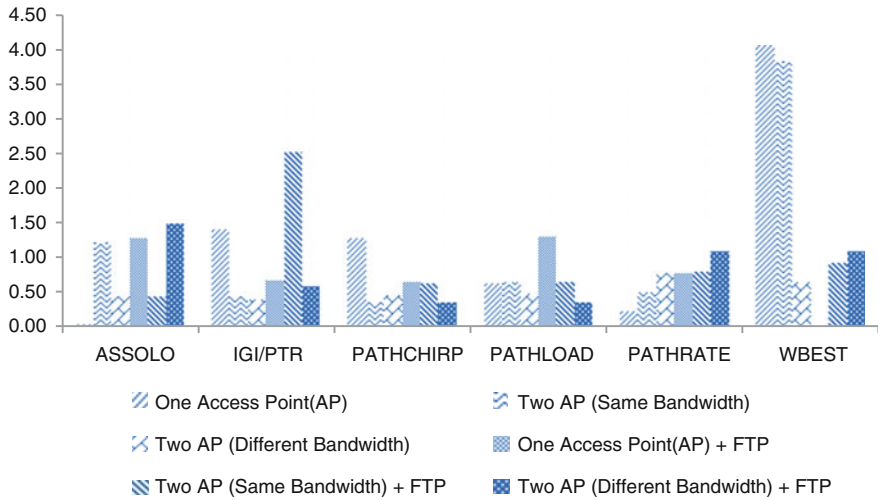 4.50
4.00
3.50
3.00
2.50
2.00
1.50
1.00
0.50
0.00
ASSOLO IGI/PTR PATHCHIRP PATHLOAD PATHRATE WBEST
One Access Point(AP) Two AP (Same Bandwidth)
Two AP (Different Bandwidth) One Access Point(AP) + FTP
Two AP (Same Bandwidth) + FTP Two AP (Different Bandwidth) + FTP